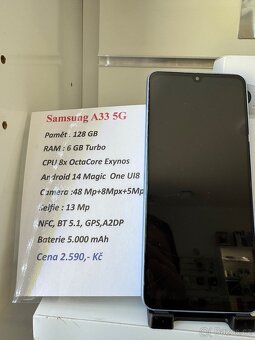 Samsung A33 5G
Pamět : 128 GB
RAM : 6 GB Turbo
CPU 8x OctaCore Exynos
Android 14 Magic One UI8
Camera :48 Mp+8Mpx+5Mp
Selfie : 13 Mp
NFC, BT 5.1, GPS,A2DP
Baterie 5.000 mAh
Cena 2.590,- Kč